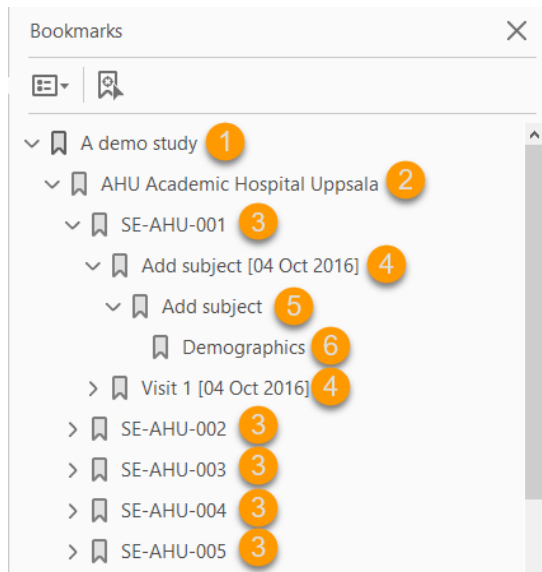 Bookmarks
A demo study 1
AHU Academic Hospital Uppsala 2
SE-AHU-001 3
Add subject [04 Oct 2016] 4
Add subject 5
Demographics 6
Visit 1 [04 Oct 2016] 4
SE-AHU-002 3
SE-AHU-003 3
SE-AHU-004 3
SE-AHU-005 3